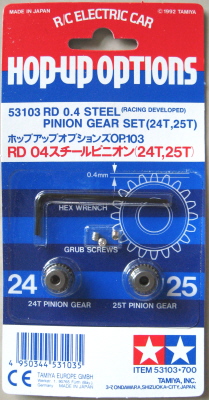 MADE IN JAPAN
©1992 TAMIYA
R/C ELECTRIC CAR
HOP-UP OPTIONS
53103 RD 0.4 STEEL (RACING DEVELOPED)
PINION GEAR SET (24T,25T)
ホップアップオプションズOP.103
RD 04スチールピニオン(24T,25T)
0.4mm
HEX WRENCH
GRUB SCREWS
24
25
24T PINION GEAR
25T PINION GEAR
4 950344 531035
TAMIYA EUROPE GMBH
MADE IN JAPAN
CE
ITEM 53103•700
TAMIYA, INC.
3-7, ONDAWARA, SHIZUOKA-CITY, JAPAN